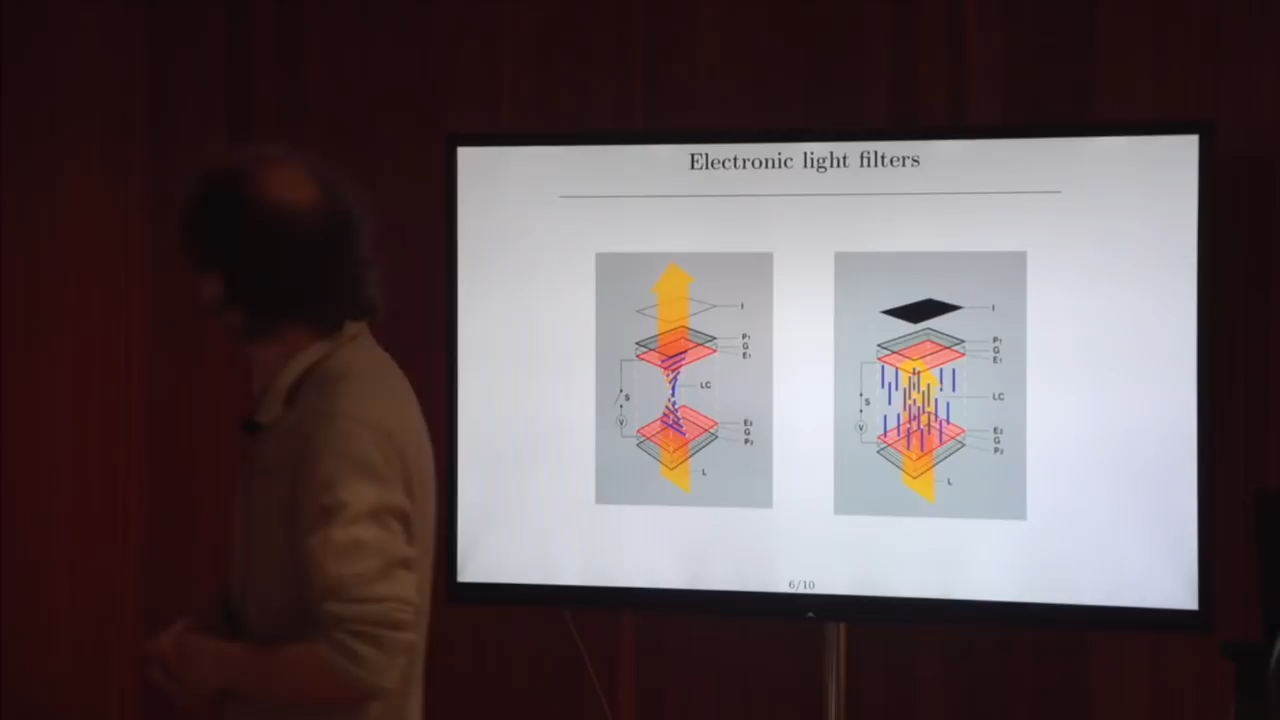 Electronic light filters
I
P₁
G
E₁
S
LC
V
E₂
G
P₂
L
I
P₁
G
E₁
S
LC
V
E₂
G
P₂
L
6/10